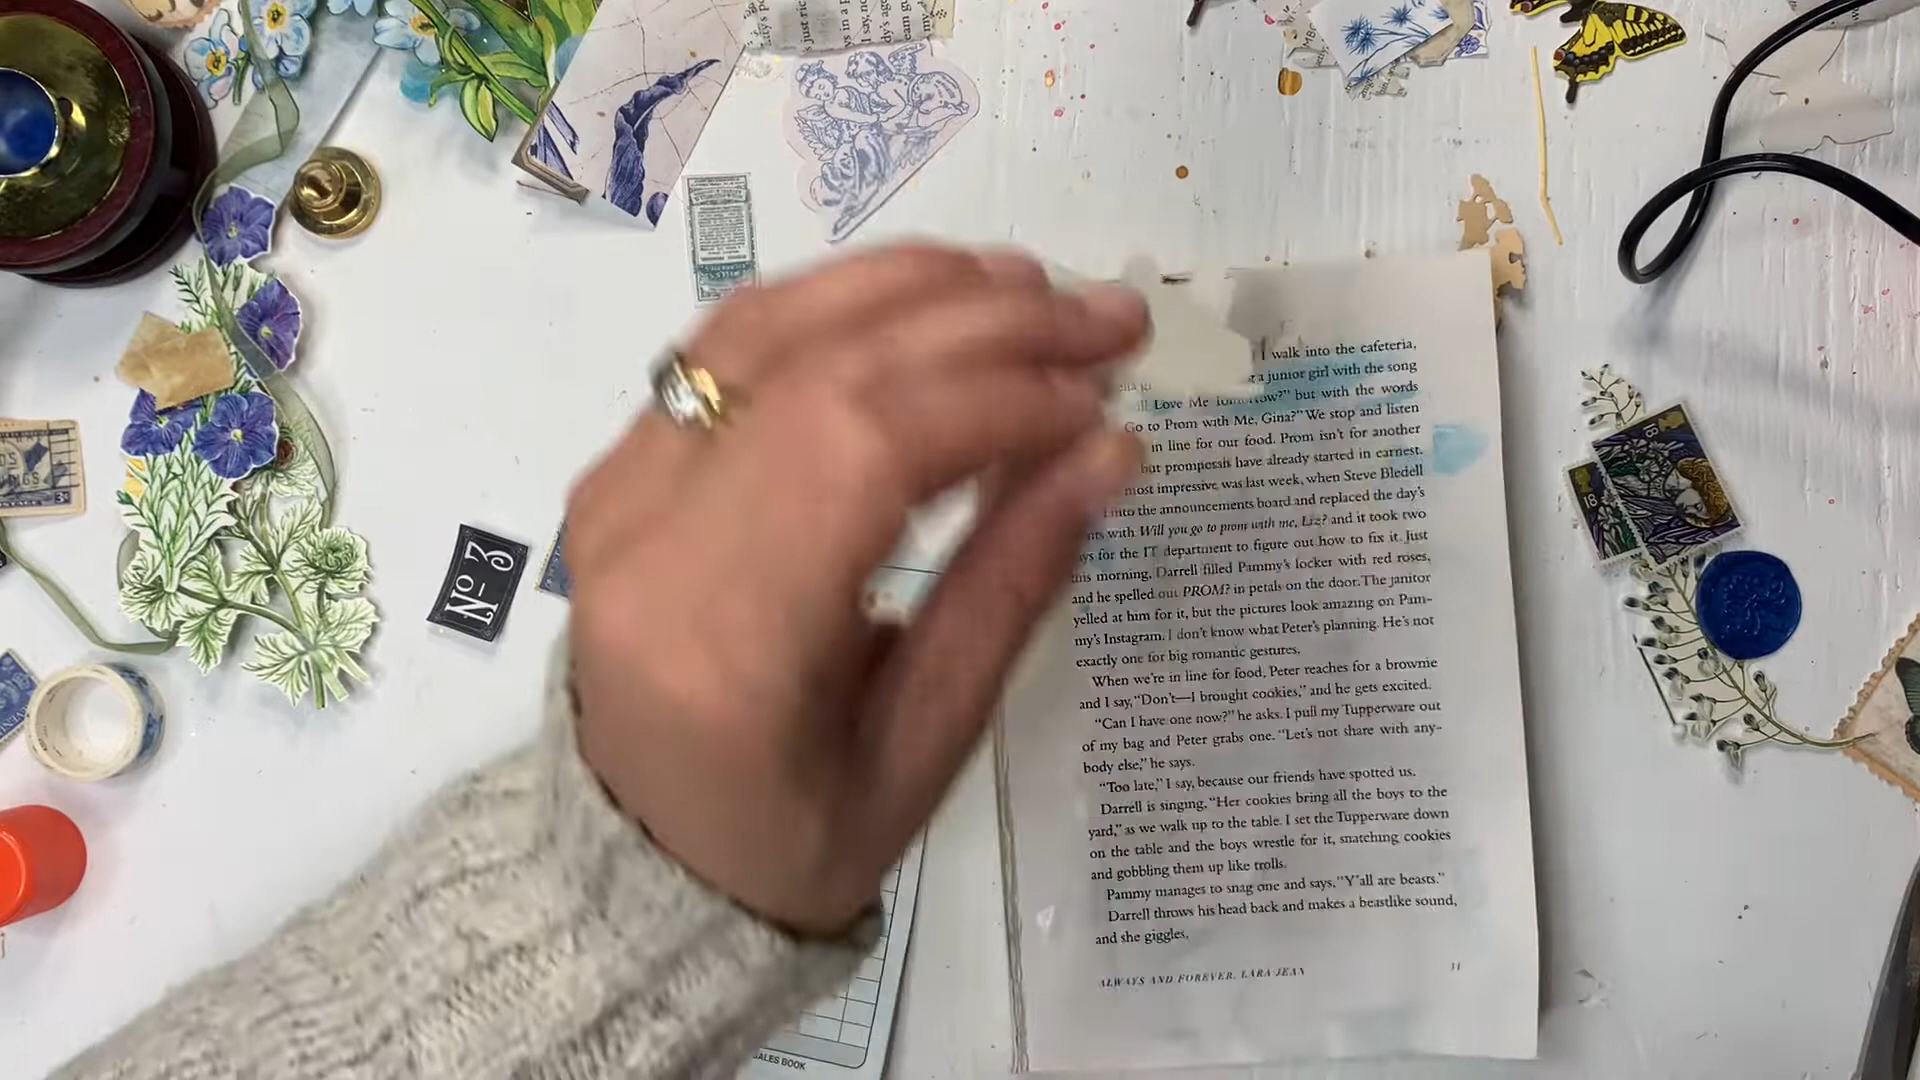 I walk into the cafeteria,
a junior girl with the song
Love Me Tomorrow?" but with the words
Go to Prom with Me, Gina?" We stop and listen
in line for our food. Prom isn't for another
but promposals have already started in earnest.
most impressive was last week, when Steve Bledell
into the announcements board and replaced the day's
with Will you go to prom with me, Liz? and it took two
for the IT department to figure out how to fix it. Just
this morning, Darrell filled Pammy's locker with red roses,
and he spelled out PROM? in petals on the door. The janitor
yelled at him for it, but the pictures look amazing on Pam-
my's Instagram. I don't know what Peter's planning. He's not
exactly one for big romantic gestures.
When we're in line for food, Peter reaches for a brownie
and I say, "Don't—I brought cookies," and he gets excited.
"Can I have one now?" he asks. I pull my Tupperware out
of my bag and Peter grabs one. "Let's not share with any-
body else," he says.
"Too late," I say, because our friends have spotted us.
Darrell is singing, "Her cookies bring all the boys to the
yard," as we walk up to the table. I set the Tupperware down
on the table and the boys wrestle for it, snatching cookies
and gobbling them up like trolls.
Pammy manages to snag one and says, "Y'all are beasts."
Darrell throws his head back and makes a beastlike sound,
and she giggles.
ALWAYS AND FOREVER, LARA JEAN
31
No 3
BOOK
18
18
3c